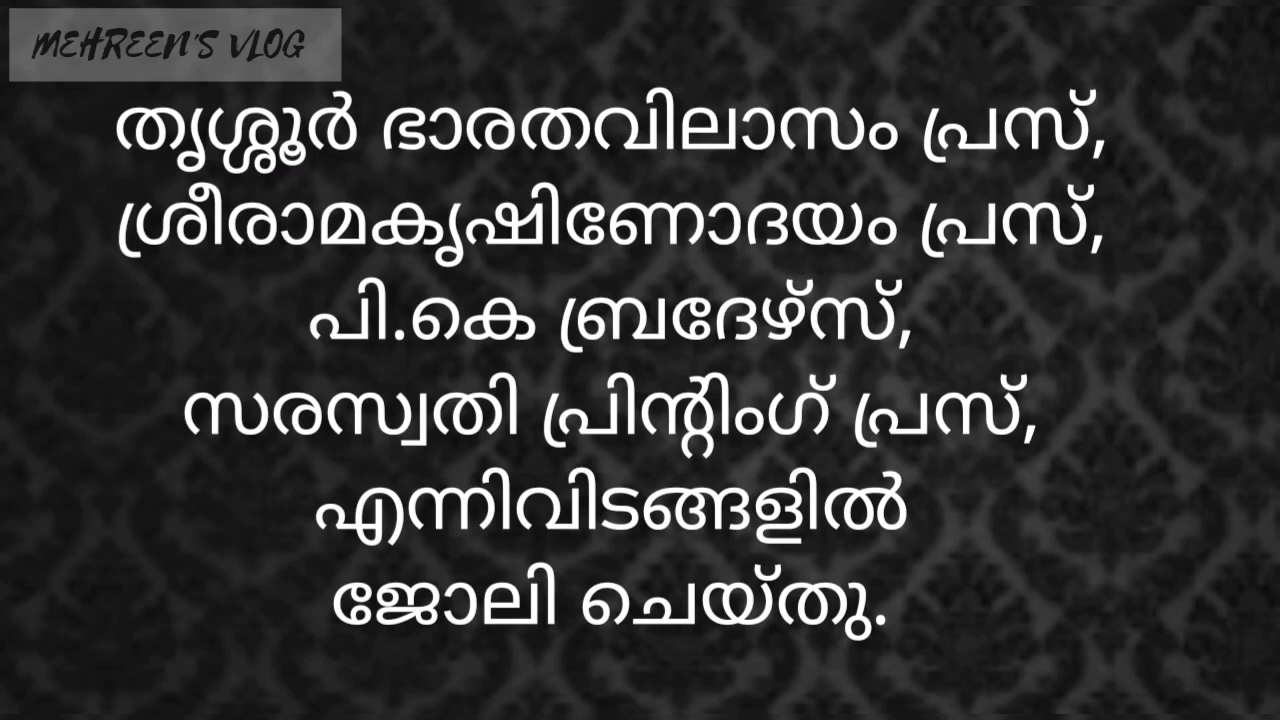 MEHREEN'S VLOG
തൃശ്ശൂർ ഭാരതവിലാസം പ്രസ്,
ശ്രീരാമകൃഷിണോദയം പ്രസ്,
പി.കെ ബ്രദേഴ്സ്,
സരസ്വതി പ്രിന്റിംഗ് പ്രസ്,
എന്നിവിടങ്ങളിൽ
ജോലി ചെയ്തു.